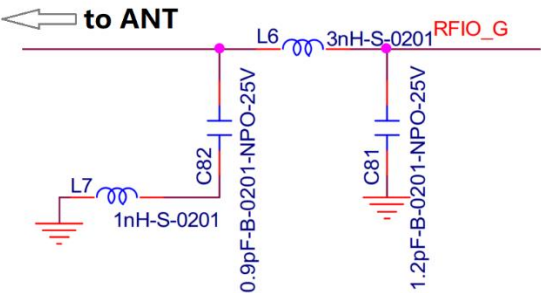 to ANT
L6
3nH-S-0201
RFIO_G
C82
0.9pF-B-0201-NPO-25V
C81
1.2pF-B-0201-NPO-25V
L7
1nH-S-0201